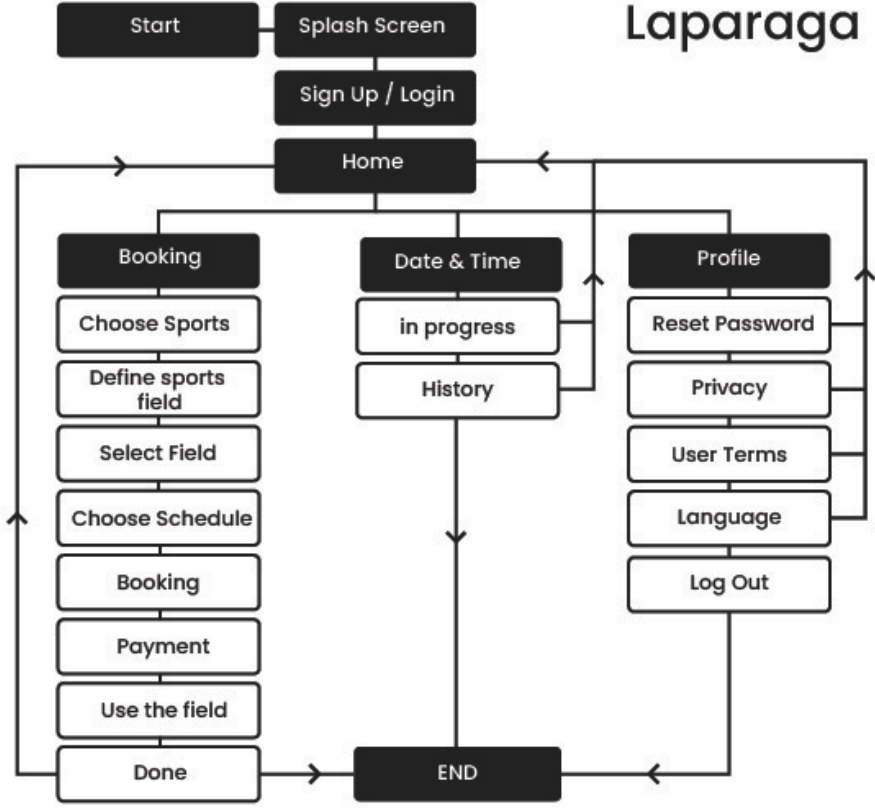 Laparaga
Start
Splash Screen
Sign Up / Login
Home
Booking
Choose Sports
Define sports
field
Select Field
Choose Schedule
Booking
Payment
Use the field
Done
Date & Time
in progress
History
Profile
Reset Password
Privacy
User Terms
Language
Log Out
END